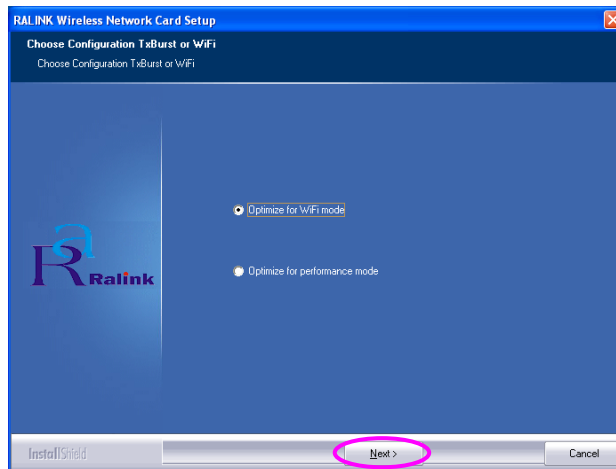 RALINK Wireless Network Card Setup
Choose Configuration TxBurst or WiFi
Choose Configuration TxBurst or WiFi
Optimize for WiFi mode
Ralink
Optimize for performance mode
InstallShield
Next >
Cancel